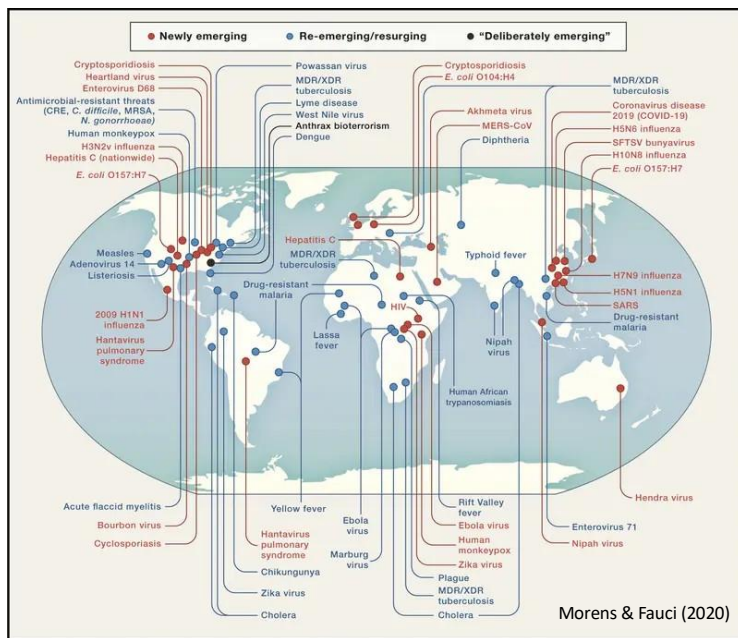 Newly emerging
Re-emerging/resurging
“Deliberately emerging”
Cryptosporidiosis
Heartland virus
Enterovirus D68
Antimicrobial-resistant threats
(CRE, C. difficile, MRSA,
N. gonorrhoeae)
Human monkeypox
H3N2v influenza
Hepatitis C (nationwide)
E. coli O157:H7
Powassan virus
MDR/XDR
tuberculosis
Lyme disease
West Nile virus
Anthrax bioterrorism
Dengue
Cryptosporidiosis
E. coli O104:H4
Akhmeta virus
MERS-CoV
Diphtheria
MDR/XDR
tuberculosis
Coronavirus disease
2019 (COVID-19)
H5N6 influenza
SFTSV bunyavirus
H10N8 influenza
E. coli O157:H7
Measles
Adenovirus 14
Listeriosis
2009 H1N1
influenza
Hantavirus
pulmonary
syndrome
Hepatitis C
MDR/XDR
tuberculosis
Drug-resistant
malaria
HIV
Lassa
fever
Typhoid fever
Nipah
virus
Human African
trypanosomiasis
H7N9 influenza
H5N1 influenza
SARS
Drug-resistant
malaria
Acute flaccid myelitis
Bourbon virus
Cyclosporiasis
Hantavirus
pulmonary
syndrome
Chikungunya
Zika virus
Cholera
Yellow fever
Ebola
virus
Marburg
virus
Rift Valley
fever
Ebola virus
Human
monkeypox
Zika virus
Plague
MDR/XDR
tuberculosis
Cholera
Hendra virus
Enterovirus 71
Nipah virus
Morens & Fauci (2020)